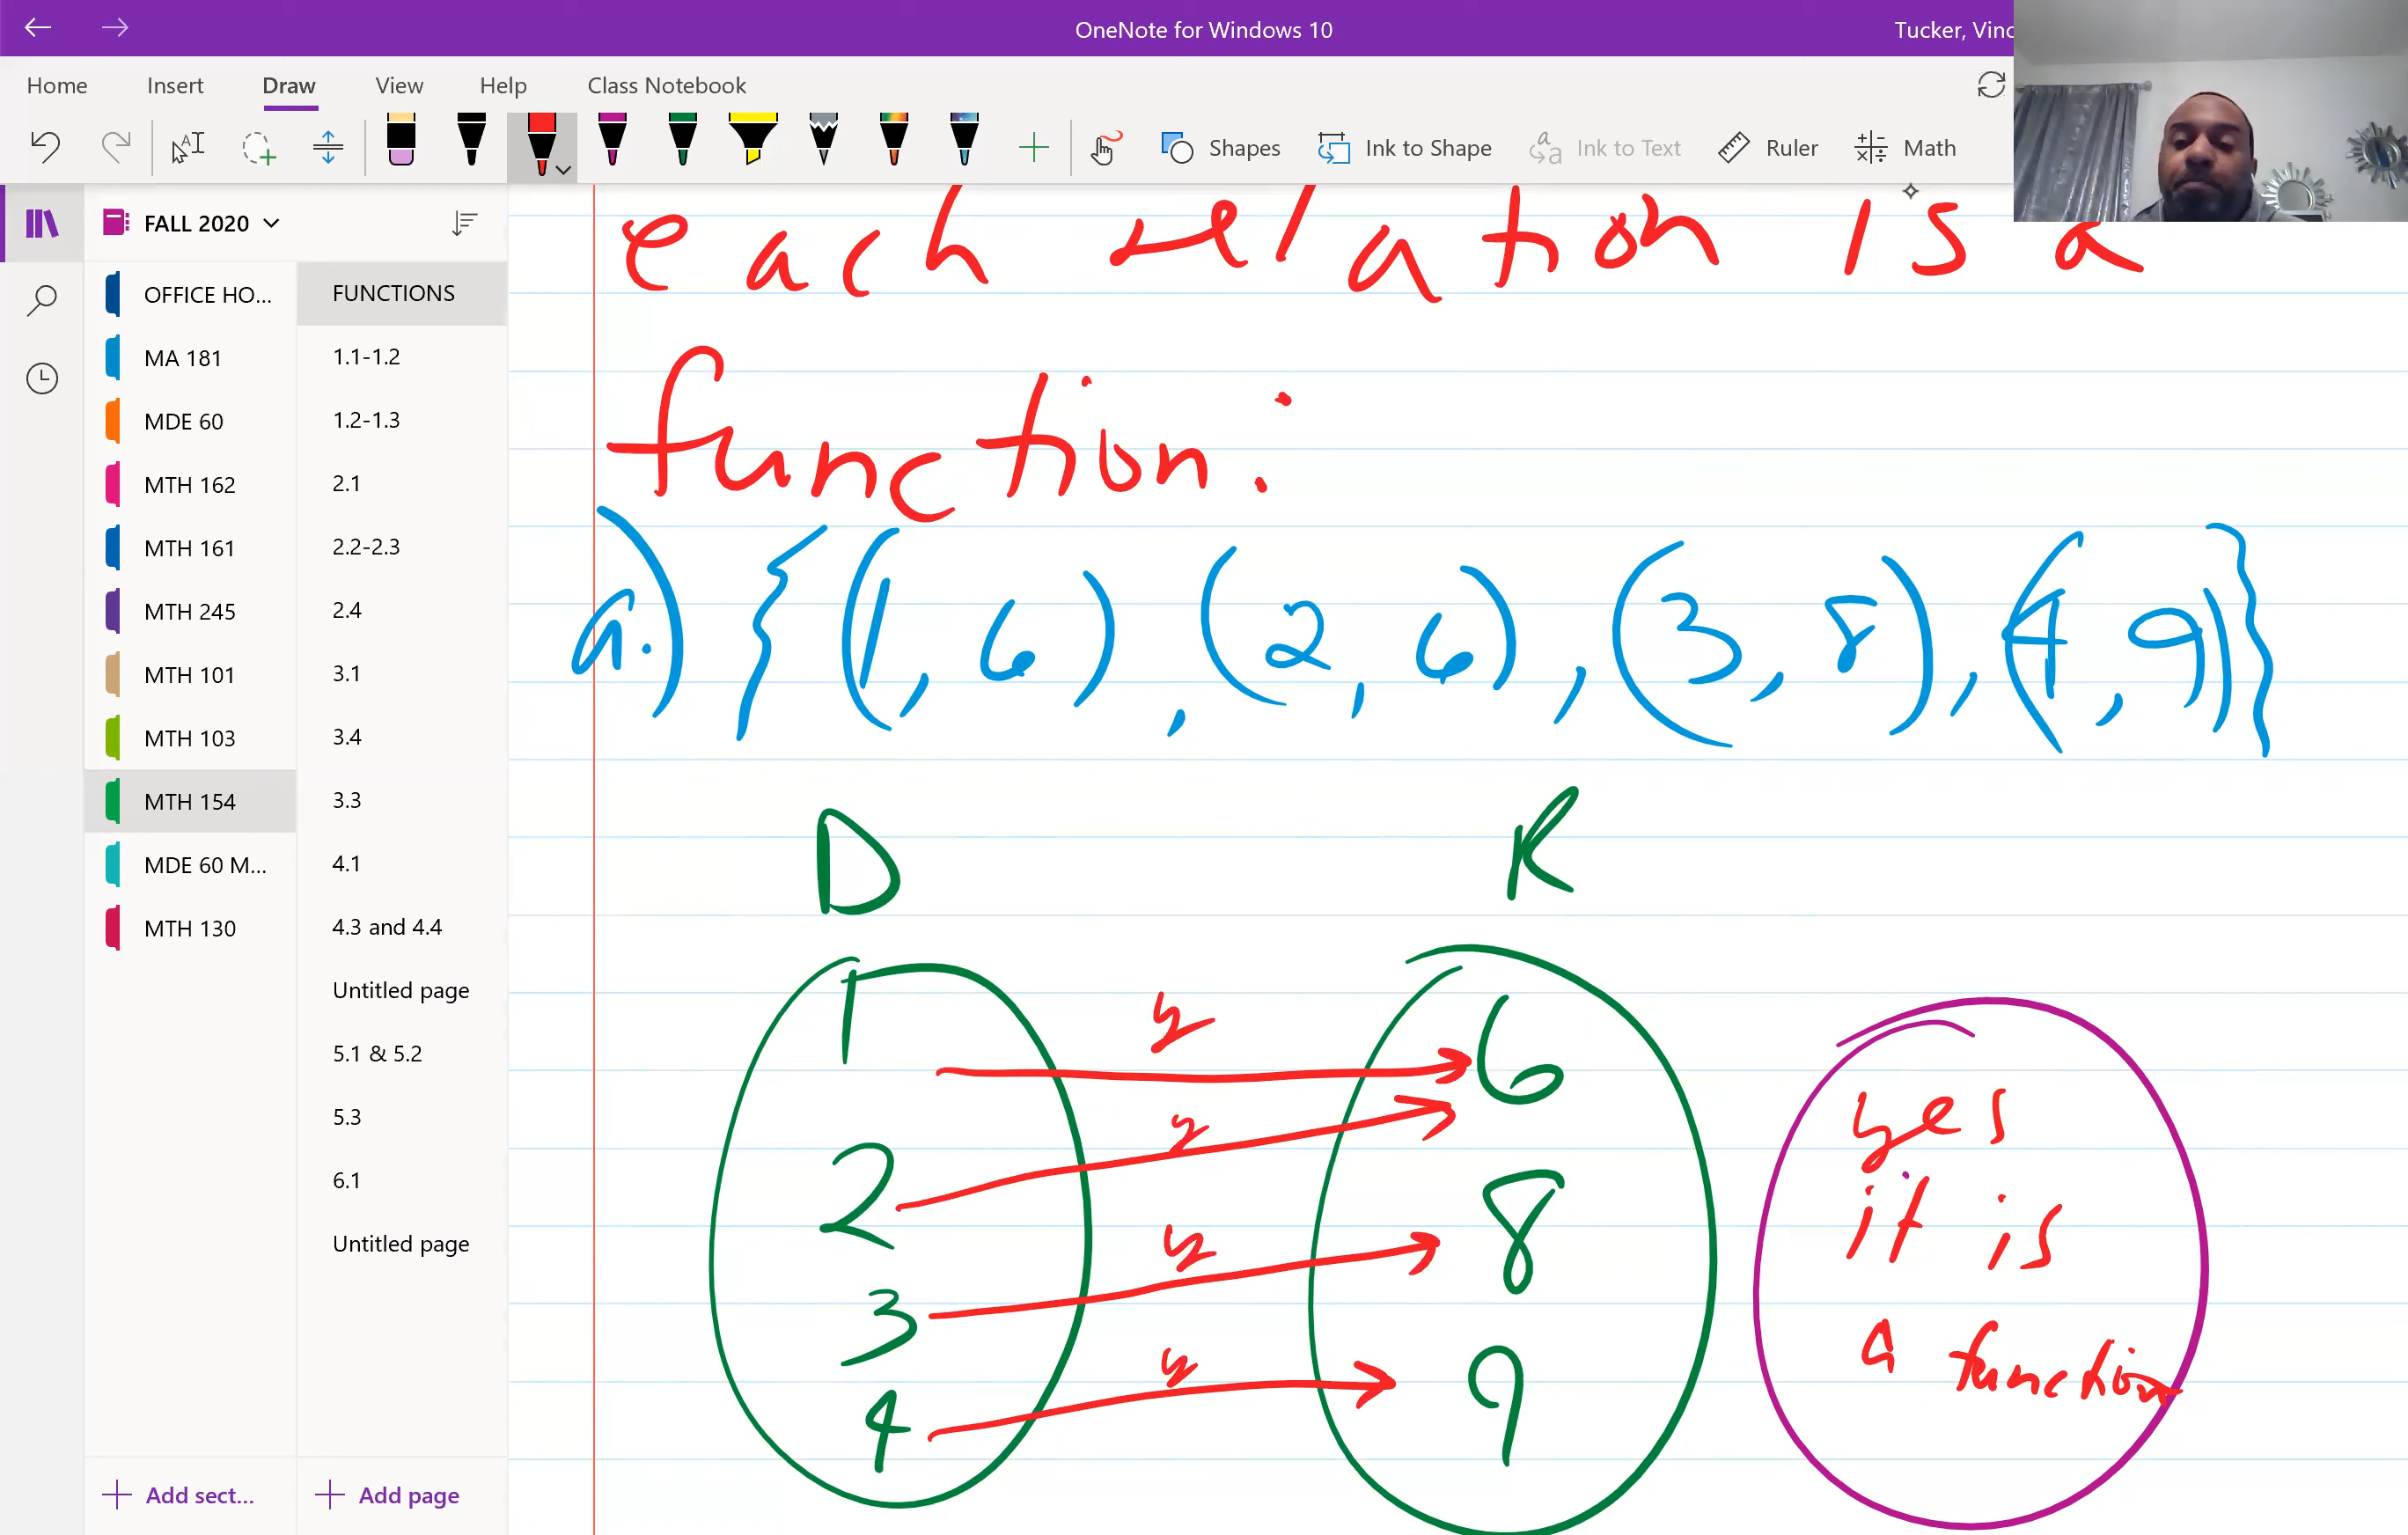 OneNote for Windows 10
Tucker, Vinc
Home Insert Draw View Help Class Notebook
Shapes Ink to Shape Ink to Text Ruler Math
FALL 2020
OFFICE HO...
MA 181
MDE 60
MTH 162
MTH 161
MTH 245
MTH 101
MTH 103
MTH 154
MDE 60 M...
MTH 130
Add sect...
FUNCTIONS
1.1-1.2
1.2-1.3
2.1
2.2-2.3
2.4
3.1
3.4
3.3
4.1
4.3 and 4.4
Untitled page
5.1 & 5.2
5.3
6.1
Untitled page
Add page
each relation is a
function:
a.) {(1, 6), (2, 6), (3, 8), (4, 9)}
D R
1 6
2 8
3 9
4
yes
it is
a function